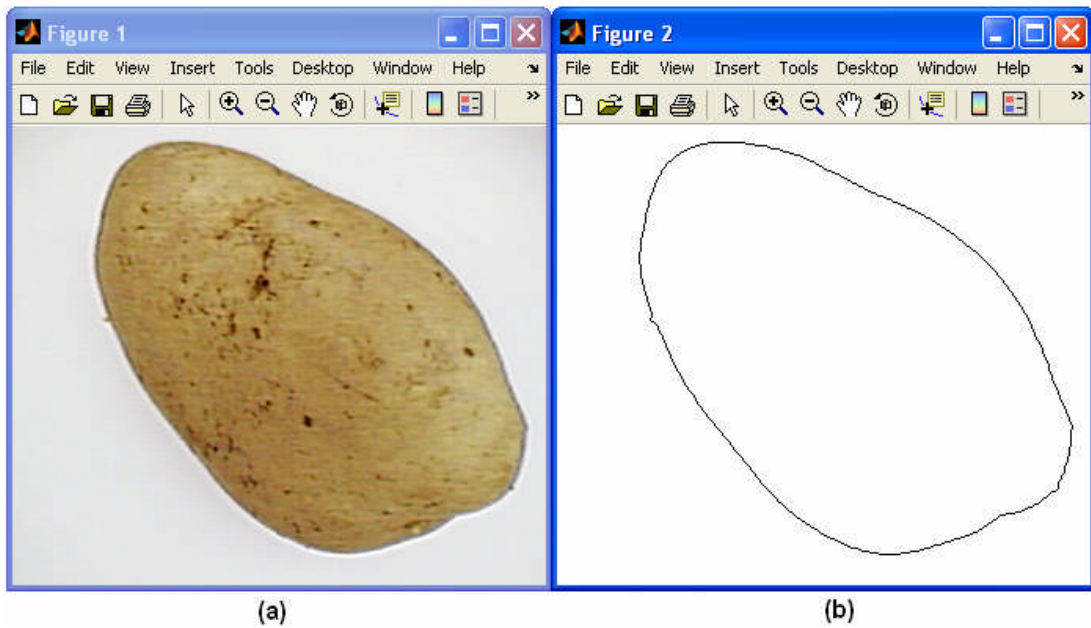 Figure 1
File Edit View Insert Tools Desktop Window Help
(a)
Figure 2
File Edit View Insert Tools Desktop Window Help
(b)